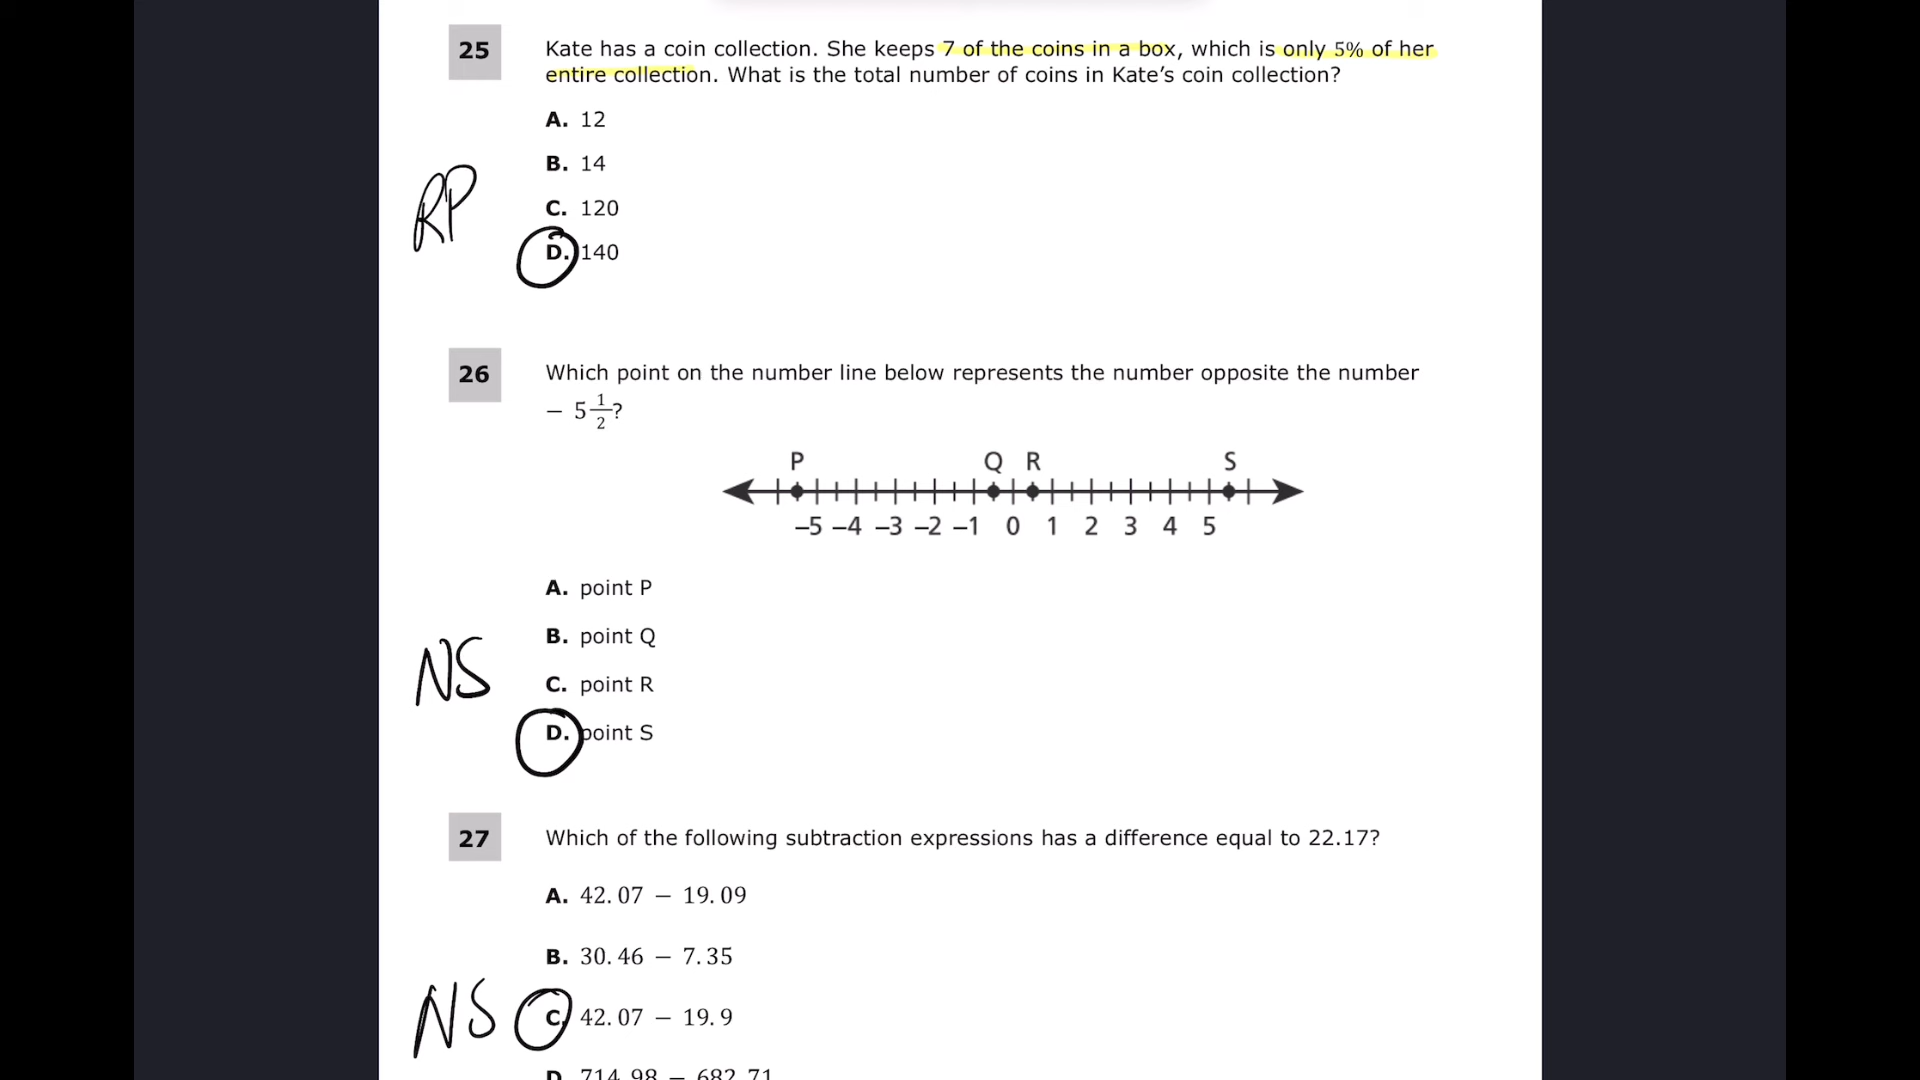 25 Kate has a coin collection. She keeps 7 of the coins in a box, which is only 5% of her
entire collection. What is the total number of coins in Kate’s coin collection?
A. 12
B. 14
RP
C. 120
D. 140
26 Which point on the number line below represents the number opposite the number
− 5 1/2?
P Q R S
–5 –4 –3 –2 –1 0 1 2 3 4 5
A. point P
B. point Q
NS
C. point R
D. point S
27 Which of the following subtraction expressions has a difference equal to 22.17?
A. 42.07 − 19.09
B. 30.46 − 7.35
NS
C. 42.07 − 19.9
D. 714.98 − 682.71